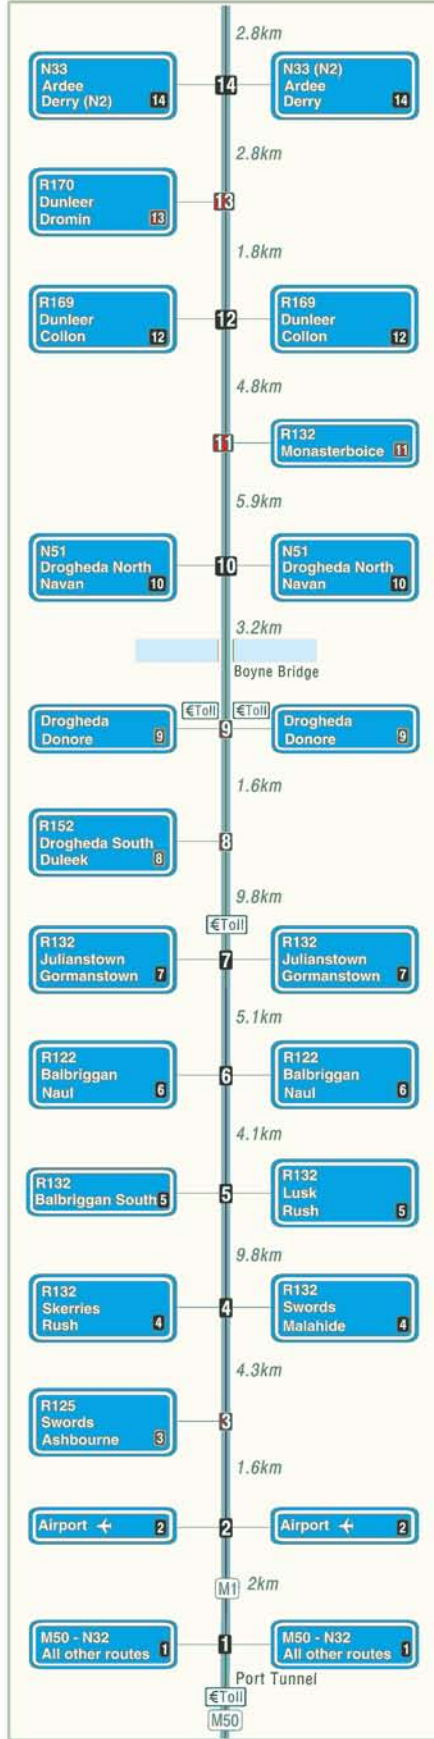 2.8km
N33
Ardee
Derry (N2) 14
14
N33 (N2)
Ardee
Derry 14
2.8km
R170
Dunleer
Dromin 13
13
1.8km
R169
Dunleer
Collon 12
12
R169
Dunleer
Collon 12
4.8km
11
R132
Monasterboice 11
5.9km
N51
Drogheda North
Navan 10
10
N51
Drogheda North
Navan 10
3.2km
Boyne Bridge
€Toll €Toll
Drogheda
Donore 9
9
Drogheda
Donore 9
1.6km
R152
Drogheda South
Duleek 8
8
9.8km
€Toll
R132
Julianstown
Gormanstown 7
7
R132
Julianstown
Gormanstown 7
5.1km
R122
Balbriggan
Naul 6
6
R122
Balbriggan
Naul 6
4.1km
R132
Balbriggan South 5
5
R132
Lusk
Rush 5
9.8km
R132
Skerries
Rush 4
4
R132
Swords
Malahide 4
4.3km
R125
Swords
Ashbourne 3
3
1.6km
Airport 2
2
Airport 2
M1 2km
M50 - N32
All other routes 1
1
M50 - N32
All other routes 1
Port Tunnel
€Toll
M50